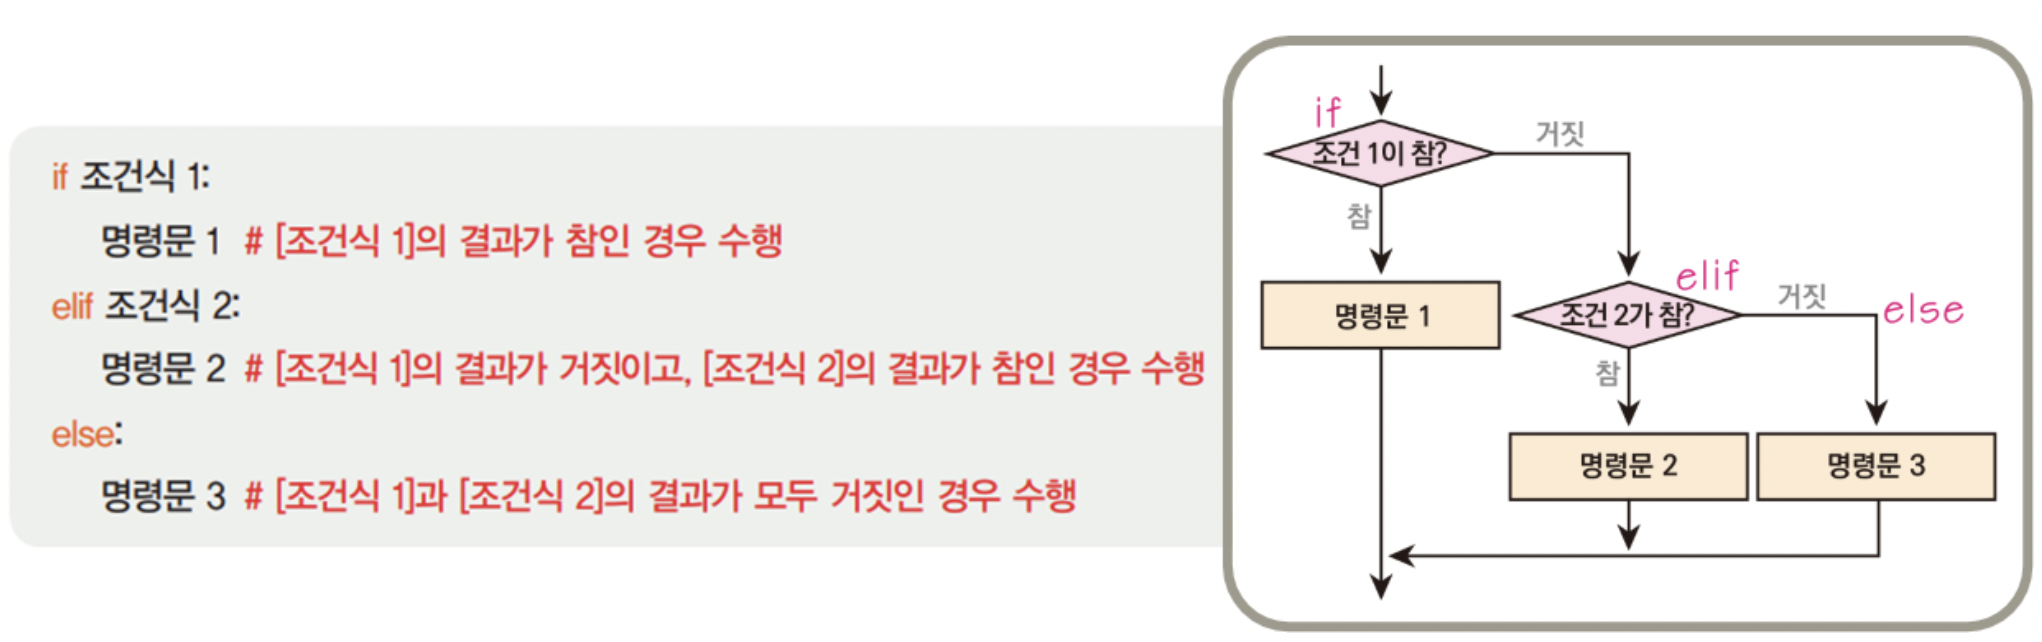 if 조건식 1:
명령문 1 # [조건식 1]의 결과가 참인 경우 수행
elif 조건식 2:
명령문 2 # [조건식 1]의 결과가 거짓이고, [조건식 2]의 결과가 참인 경우 수행
else:
명령문 3 # [조건식 1]과 [조건식 2]의 결과가 모두 거짓인 경우 수행
if
조건 1이 참?
거짓
참
명령문 1
elif
조건 2가 참?
거짓
else
참
명령문 2
명령문 3